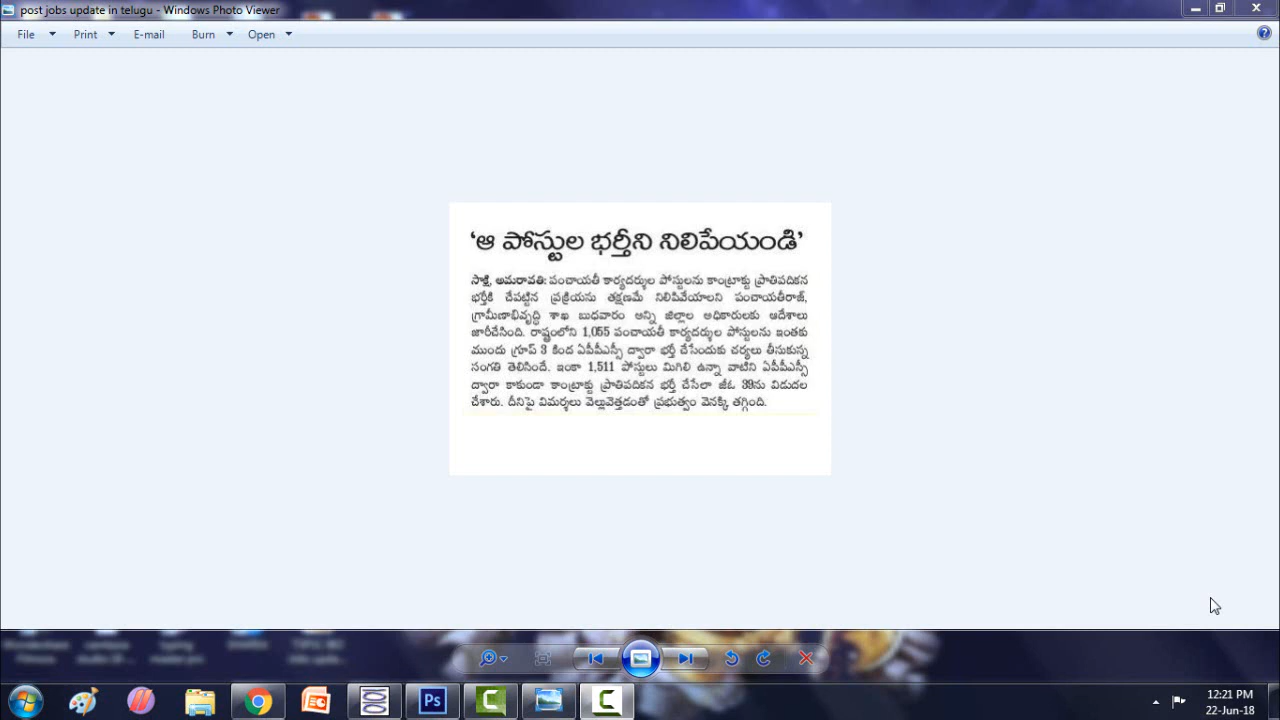 post jobs update in telugu - Windows Photo Viewer
File Print E-mail Burn Open
‘ఆ పోస్టుల భర్తీని నిలిపేయండి’
సాక్షి, అమరావతి: పంచాయతీ కార్యదర్శుల పోస్టులను కాంట్రాక్టు ప్రాతిపదికన
భర్తీకి చేపట్టిన ప్రక్రియను తక్షణమే నిలిపివేయాలని పంచాయతీరాజ్,
గ్రామీణాభివృద్ధి శాఖ బుధవారం అన్ని జిల్లాల అధికారులకు ఆదేశాలు
జారీచేసింది. రాష్ట్రంలోని 1,055 పంచాయతీ కార్యదర్శుల పోస్టులను ఇంతకు
ముందు గ్రూప్ 3 కింద ఏపీపీఎస్సీ ద్వారా భర్తీ చేసేందుకు చర్యలు తీసుకున్న
సంగతి తెలిసిందే. ఇంకా 1,511 పోస్టులు మిగిలి ఉన్నా వాటిని ఏపీపీఎస్సీ
ద్వారా కాకుండా కాంట్రాక్టు ప్రాతిపదికన భర్తీ చేసేలా జీఓ 39ను విడుదల
చేశారు. దీనిపై విమర్శలు వెల్లువెత్తడంతో ప్రభుత్వం వెనక్కి తగ్గింది.
Ps
12:21 PM
22-Jun-18